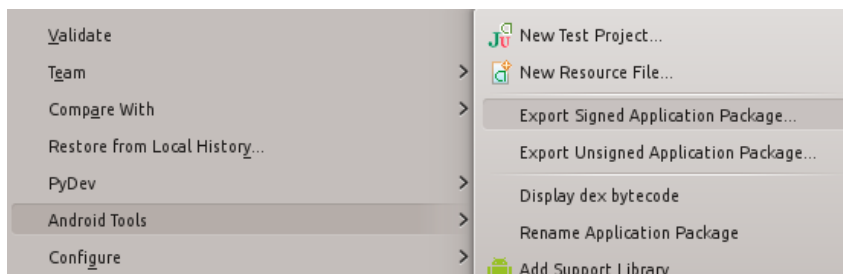 Validate
Team
Compare With
Restore from Local History...
PyDev
Android Tools
Configure
New Test Project...
New Resource File...
Export Signed Application Package...
Export Unsigned Application Package...
Display dex bytecode
Rename Application Package
Add Support Library